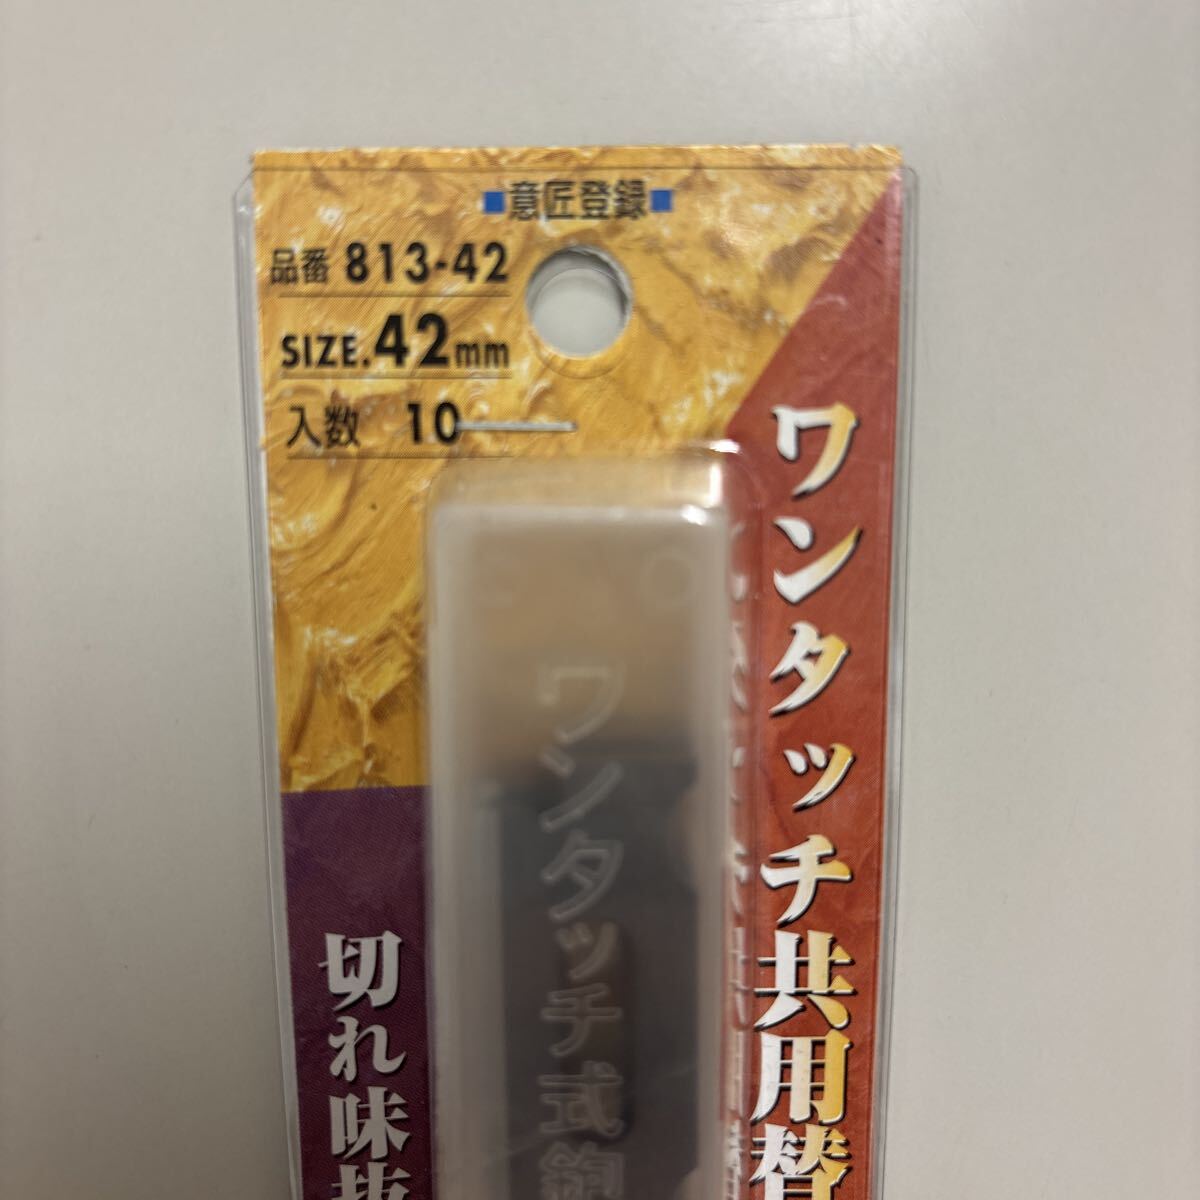 意匠登録
品番 813-42
SIZE.42mm
入数 10
ワンタッチ共用替
ワンタッチ式鉋
切れ味抜